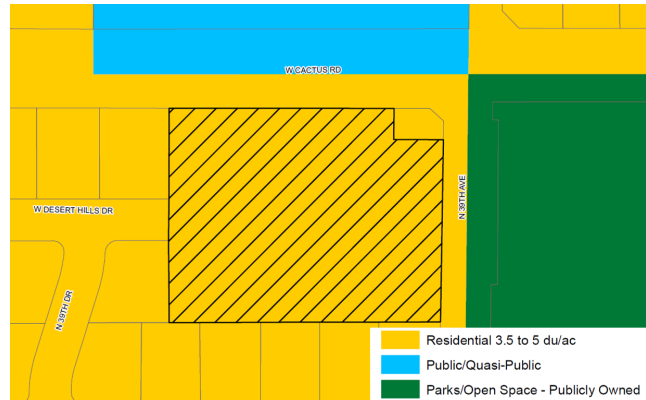 W CACTUS RD
W DESERT HILLS DR
N 39TH AVE
N 39TH DR
Residential 3.5 to 5 du/ac
Public/Quasi-Public
Parks/Open Space - Publicly Owned